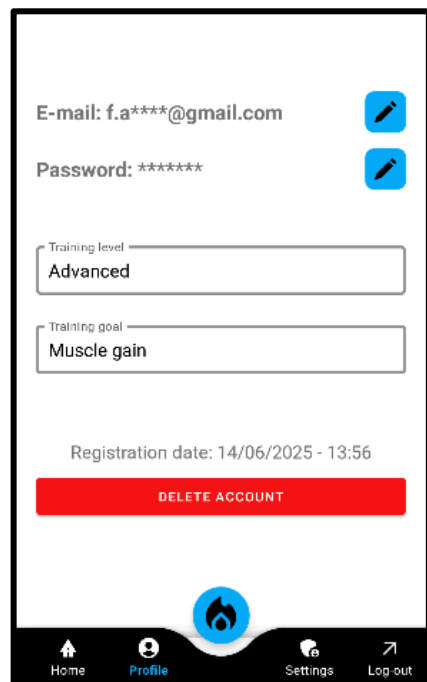 E-mail: f.a****@gmail.com
Password: *******
Training level
Advanced
Training goal
Muscle gain
Registration date: 14/06/2025 - 13:56
DELETE ACCOUNT
Home Profile Settings Log-out